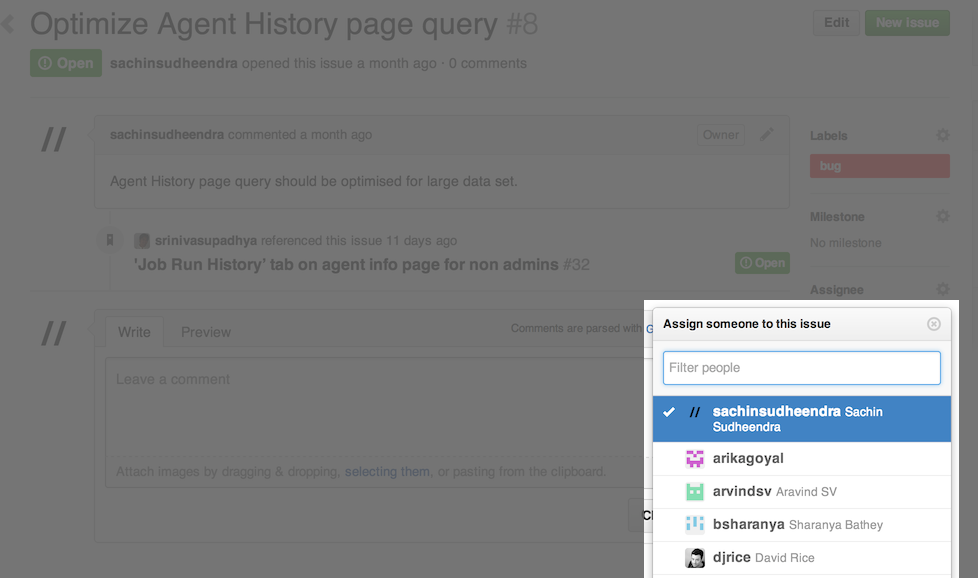 Optimize Agent History page query #8
Edit
New Issue
Open
sachinsudheendra opened this issue a month ago · 0 comments
sachinsudheendra commented a month ago
Owner
Agent History page query should be optimised for large data set.
srinivasupadhya referenced this issue 11 days ago
'Job Run History' tab on agent info page for non admins #32
Open
Labels
bug
Milestone
No milestone
Assignee
Write
Preview
Comments are parsed with G
Leave a comment
Attach images by dragging & dropping, selecting them, or pasting from the clipboard.
Assign someone to this issue
Filter people
sachinsudheendra Sachin
Sudheendra
arikagoyal
arvindsv Aravind SV
bsharanya Sharanya Bathey
djrice David Rice